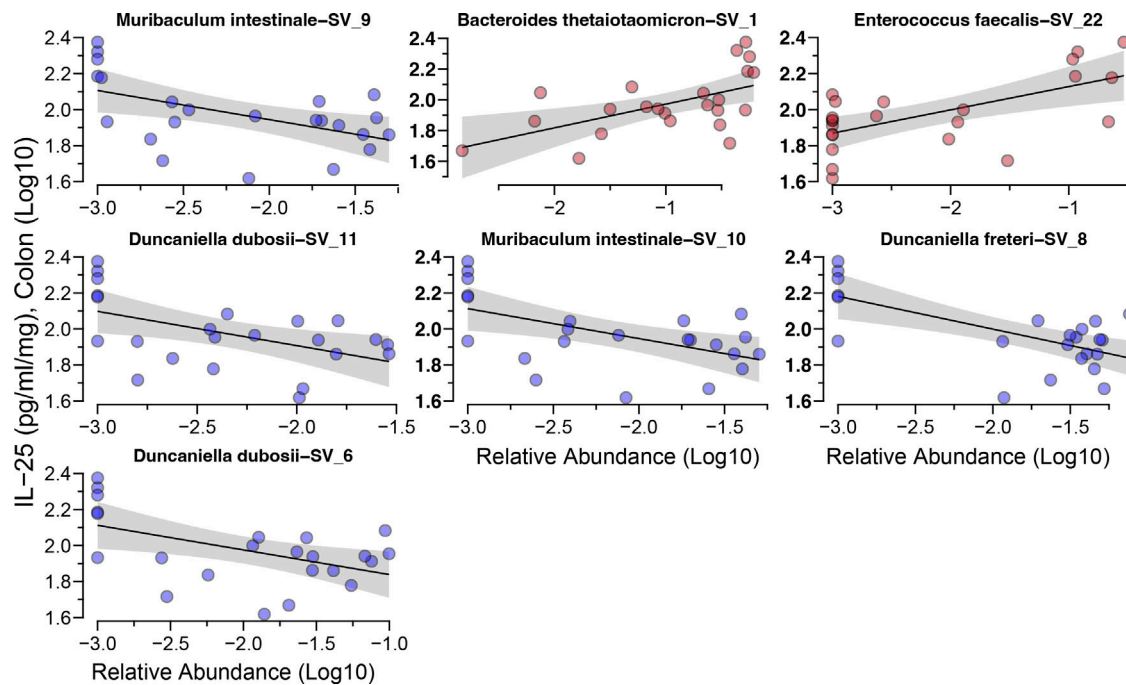 Muribaculum intestinale−SV_9
Bacteroides thetaiotaomicron−SV_1
Enterococcus faecalis−SV_22
2.4
2.2
2.0
1.8
1.6
−3.0 −2.5 −2.0 −1.5
2.4
2.2
2.0
1.8
1.6
−2 −1
2.4
2.2
2.0
1.8
1.6
−3 −2 −1
IL−25 (pg/ml/mg), Colon (Log10)
Duncaniella dubosii−SV_11
Muribaculum intestinale−SV_10
Duncaniella freteri−SV_8
2.4
2.2
2.0
1.8
1.6
−3.0 −2.5 −2.0 −1.5
2.4
2.2
2.0
1.8
1.6
−3.0 −2.5 −2.0 −1.5
Relative Abundance (Log10)
2.4
2.2
2.0
1.8
1.6
−3.0 −2.5 −2.0 −1.5
Relative Abundance (Log10)
Duncaniella dubosii−SV_6
2.4
2.2
2.0
1.8
1.6
−3.0 −2.5 −2.0 −1.5 −1.0
Relative Abundance (Log10)